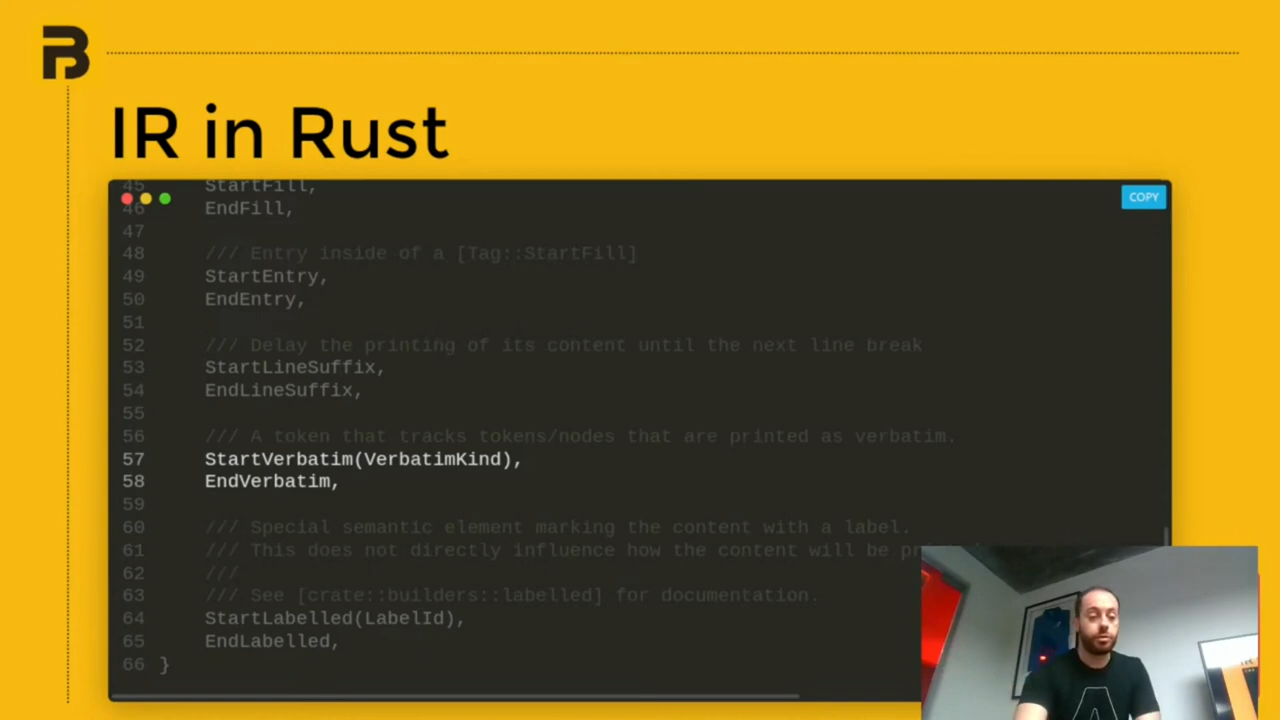 B
IR in Rust
COPY
45 StartFill,
46 EndFill,
47
48 /// Entry inside of a [Tag::StartFill]
49 StartEntry,
50 EndEntry,
51
52 /// Delay the printing of its content until the next line break
53 StartLineSuffix,
54 EndLineSuffix,
55
56 /// A token that tracks tokens/nodes that are printed as verbatim.
57 StartVerbatim(VerbatimKind),
58 EndVerbatim,
59
60 /// Special semantic element marking the content with a label.
61 /// This does not directly influence how the content will be
62 ///
63 /// See [crate::builders::labelled] for documentation.
64 StartLabelled(LabelId),
65 EndLabelled,
66 }